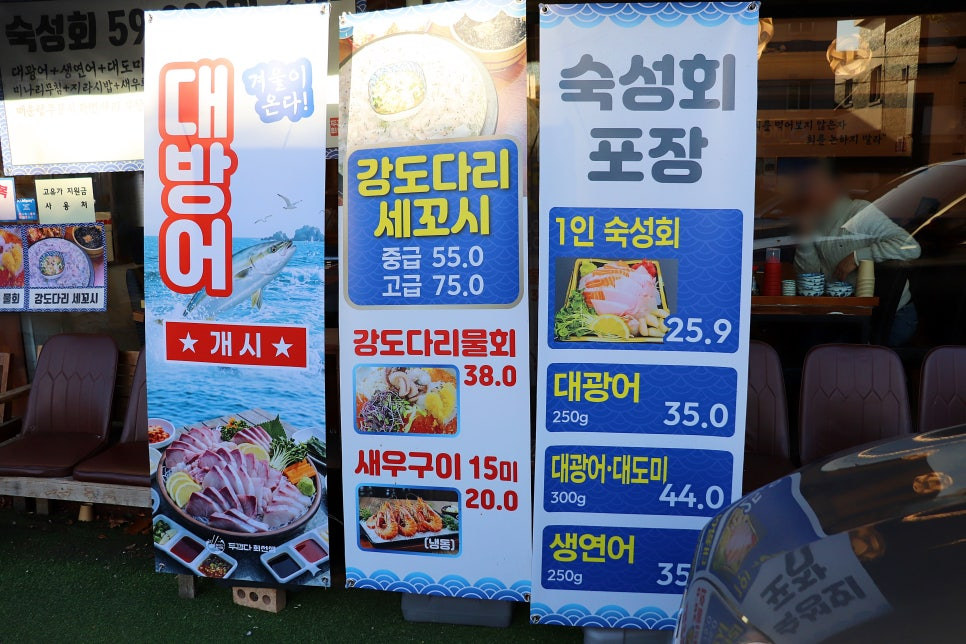 숙성회 59
대광어+생연어+대도미
고유가 지원금
사용처
물회
강도다리 세꼬시
겨울이
온다!
대방어
★ 개시 ★
강도다리
세꼬시
중급 55.0
고급 75.0
강도다리물회
38.0
새우구이 15미
20.0
(냉동)
숙성회
포장
1인 숙성회
25.9
대광어
250g
35.0
대광어·대도미
300g
44.0
생연어
250g
35